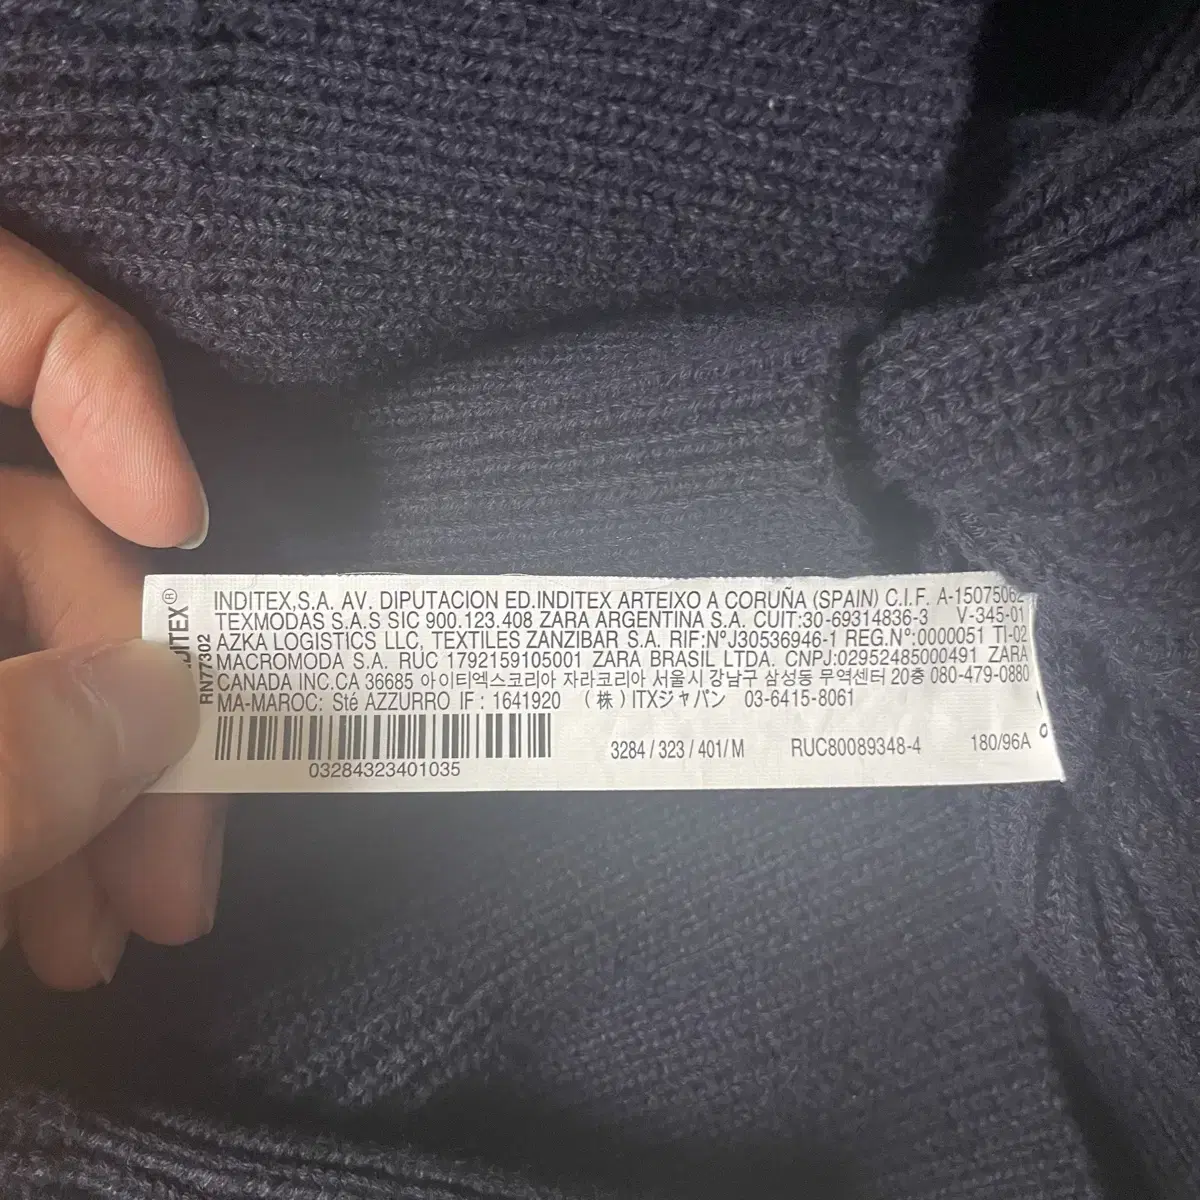 INDITEX®
RN77302
INDITEX,S.A. AV. DIPUTACION ED.INDITEX ARTEIXO A CORUÑA (SPAIN) C.I.F. A-15075062
TEXMODAS S.A.S SIC 900.123.408 ZARA ARGENTINA S.A. CUIT:30-69314836-3 V-345-01
AZKA LOGISTICS LLC, TEXTILES ZANZIBAR S.A. RIF:NºJ30536946-1 REG.Nº:0000051 TI-02
MACROMODA S.A. RUC 1792159105001 ZARA BRASIL LTDA. CNPJ:02952485000491 ZARA
CANADA INC.CA 36685 아이티엑스코리아 자라코리아 서울시 강남구 삼성동 무역센터 20층 080-479-0880
MA-MAROC: Sté AZZURRO IF : 1641920 (株)ITXジャパン 03-6415-8061
3284 / 323 / 401/ M RUC80089348-4 180/96A
03284323401035